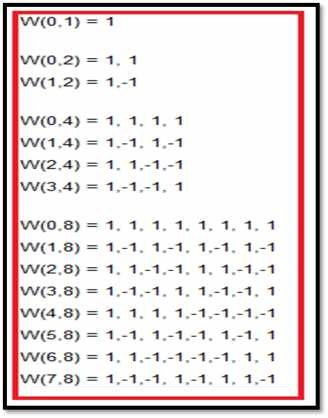 W(0,1) = 1
W(0,2) = 1, 1
W(1,2) = 1,-1
W(0,4) = 1, 1, 1, 1
W(1,4) = 1,-1, 1,-1
W(2,4) = 1, 1,-1,-1
W(3,4) = 1,-1,-1, 1
W(0,8) = 1, 1, 1, 1, 1, 1, 1, 1
W(1,8) = 1,-1, 1,-1, 1,-1, 1,-1
W(2,8) = 1, 1,-1,-1, 1, 1,-1,-1
W(3,8) = 1,-1,-1, 1, 1,-1,-1, 1
W(4,8) = 1, 1, 1, 1,-1,-1,-1,-1
W(5,8) = 1,-1, 1,-1,-1, 1,-1, 1
W(6,8) = 1, 1,-1,-1,-1,-1, 1, 1
W(7,8) = 1,-1,-1, 1,-1, 1, 1,-1